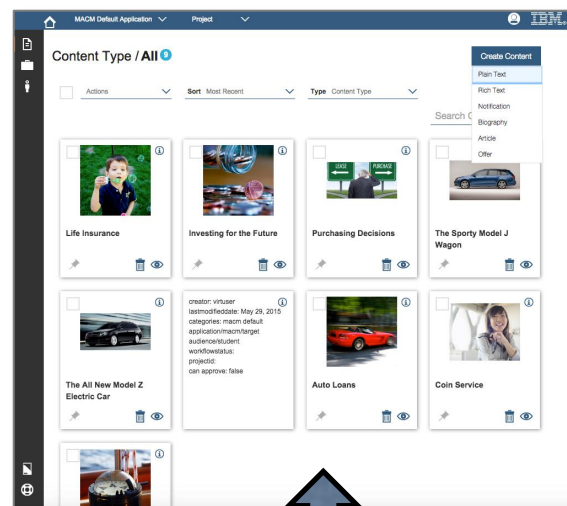 MACM Default Application Project IBM
Content Type / All 9
Create Content
Plain Text
Rich Text
Notification
Biography
Article
Offer
Actions Sort Most Recent Type Content Type
Search
LEASE PURCHASE
Life Insurance
Investing for the Future
Purchasing Decisions
The Sporty Model J
Wagon
The All New Model Z
Electric Car
creator: virtuser
lastmodifieddate: May 29, 2015
categories: macm default
application/macm/target
audience/student
workflowstatus:
projectid:
can approve: false
Auto Loans
Coin Service